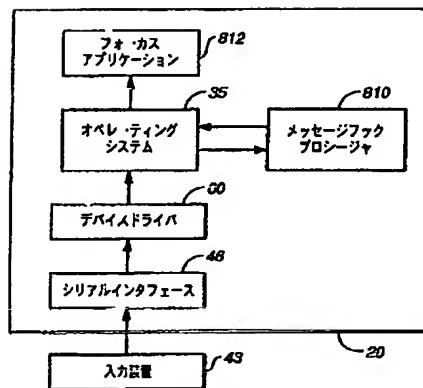 フォーカス
アプリケーション
812
35
オペレーティング
システム
810
メッセージフック
プロシージャ
60
デバイスドライバ
46
シリアルインタフェース
入力装置
43
20